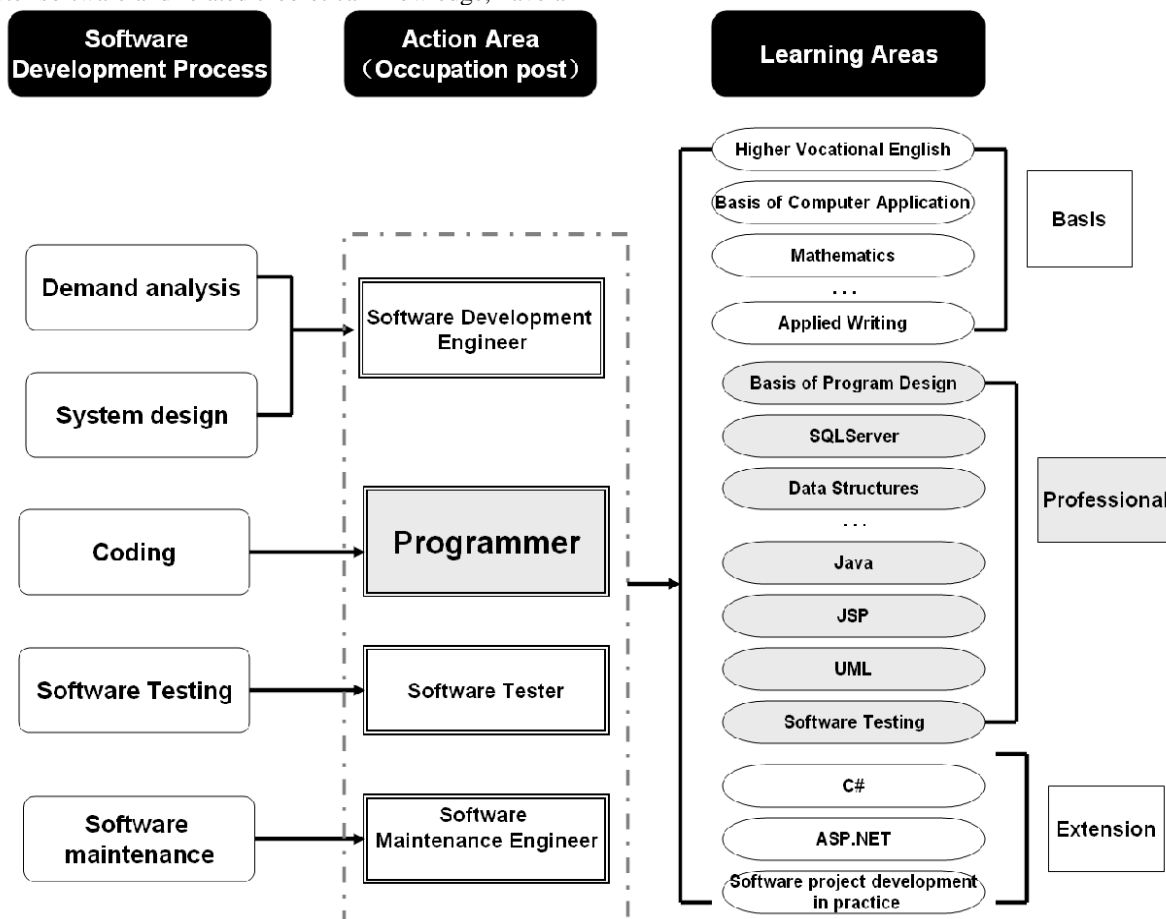 Software
Development Process
Action Area
（Occupation post）
Learning Areas
Demand analysis
System design
Coding
Software Testing
Software
maintenance
Software Development
Engineer
Programmer
Software Tester
Software
Maintenance Engineer
Higher Vocational English
Basis of Computer Application
Mathematics
...
Applied Writing
Basis of Program Design
SQLServer
Data Structures
...
Java
JSP
UML
Software Testing
C#
ASP.NET
Software project development
in practice
Basis
Professional
Extension